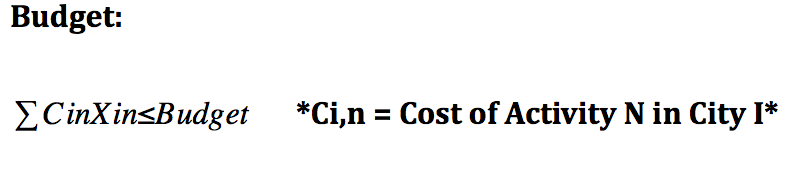 Budget:
∑CinXin≤Budget *Ci,n = Cost of Activity N in City I*